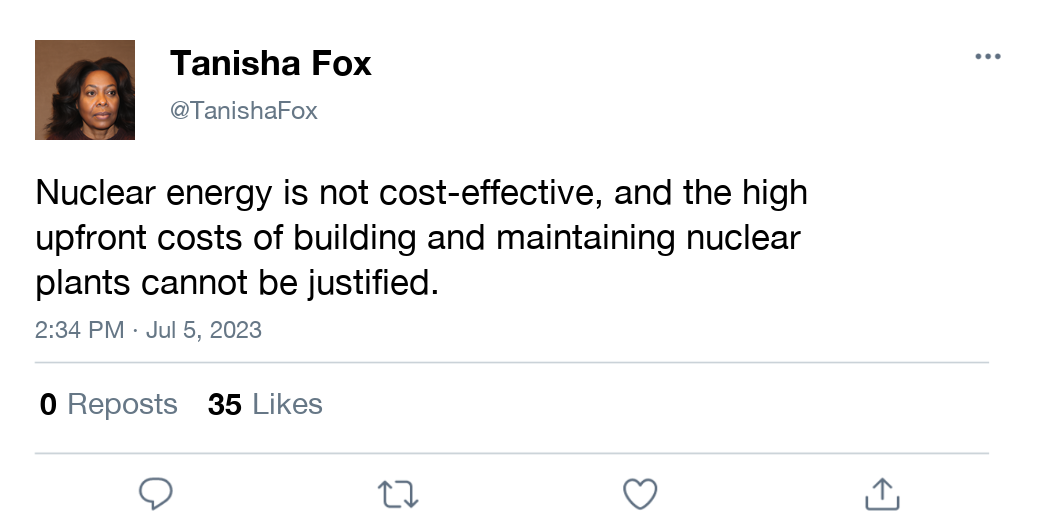 Tanisha Fox
@TanishaFox
Nuclear energy is not cost-effective, and the high
upfront costs of building and maintaining nuclear
plants cannot be justified.
2:34 PM · Jul 5, 2023
0 Reposts 35 Likes